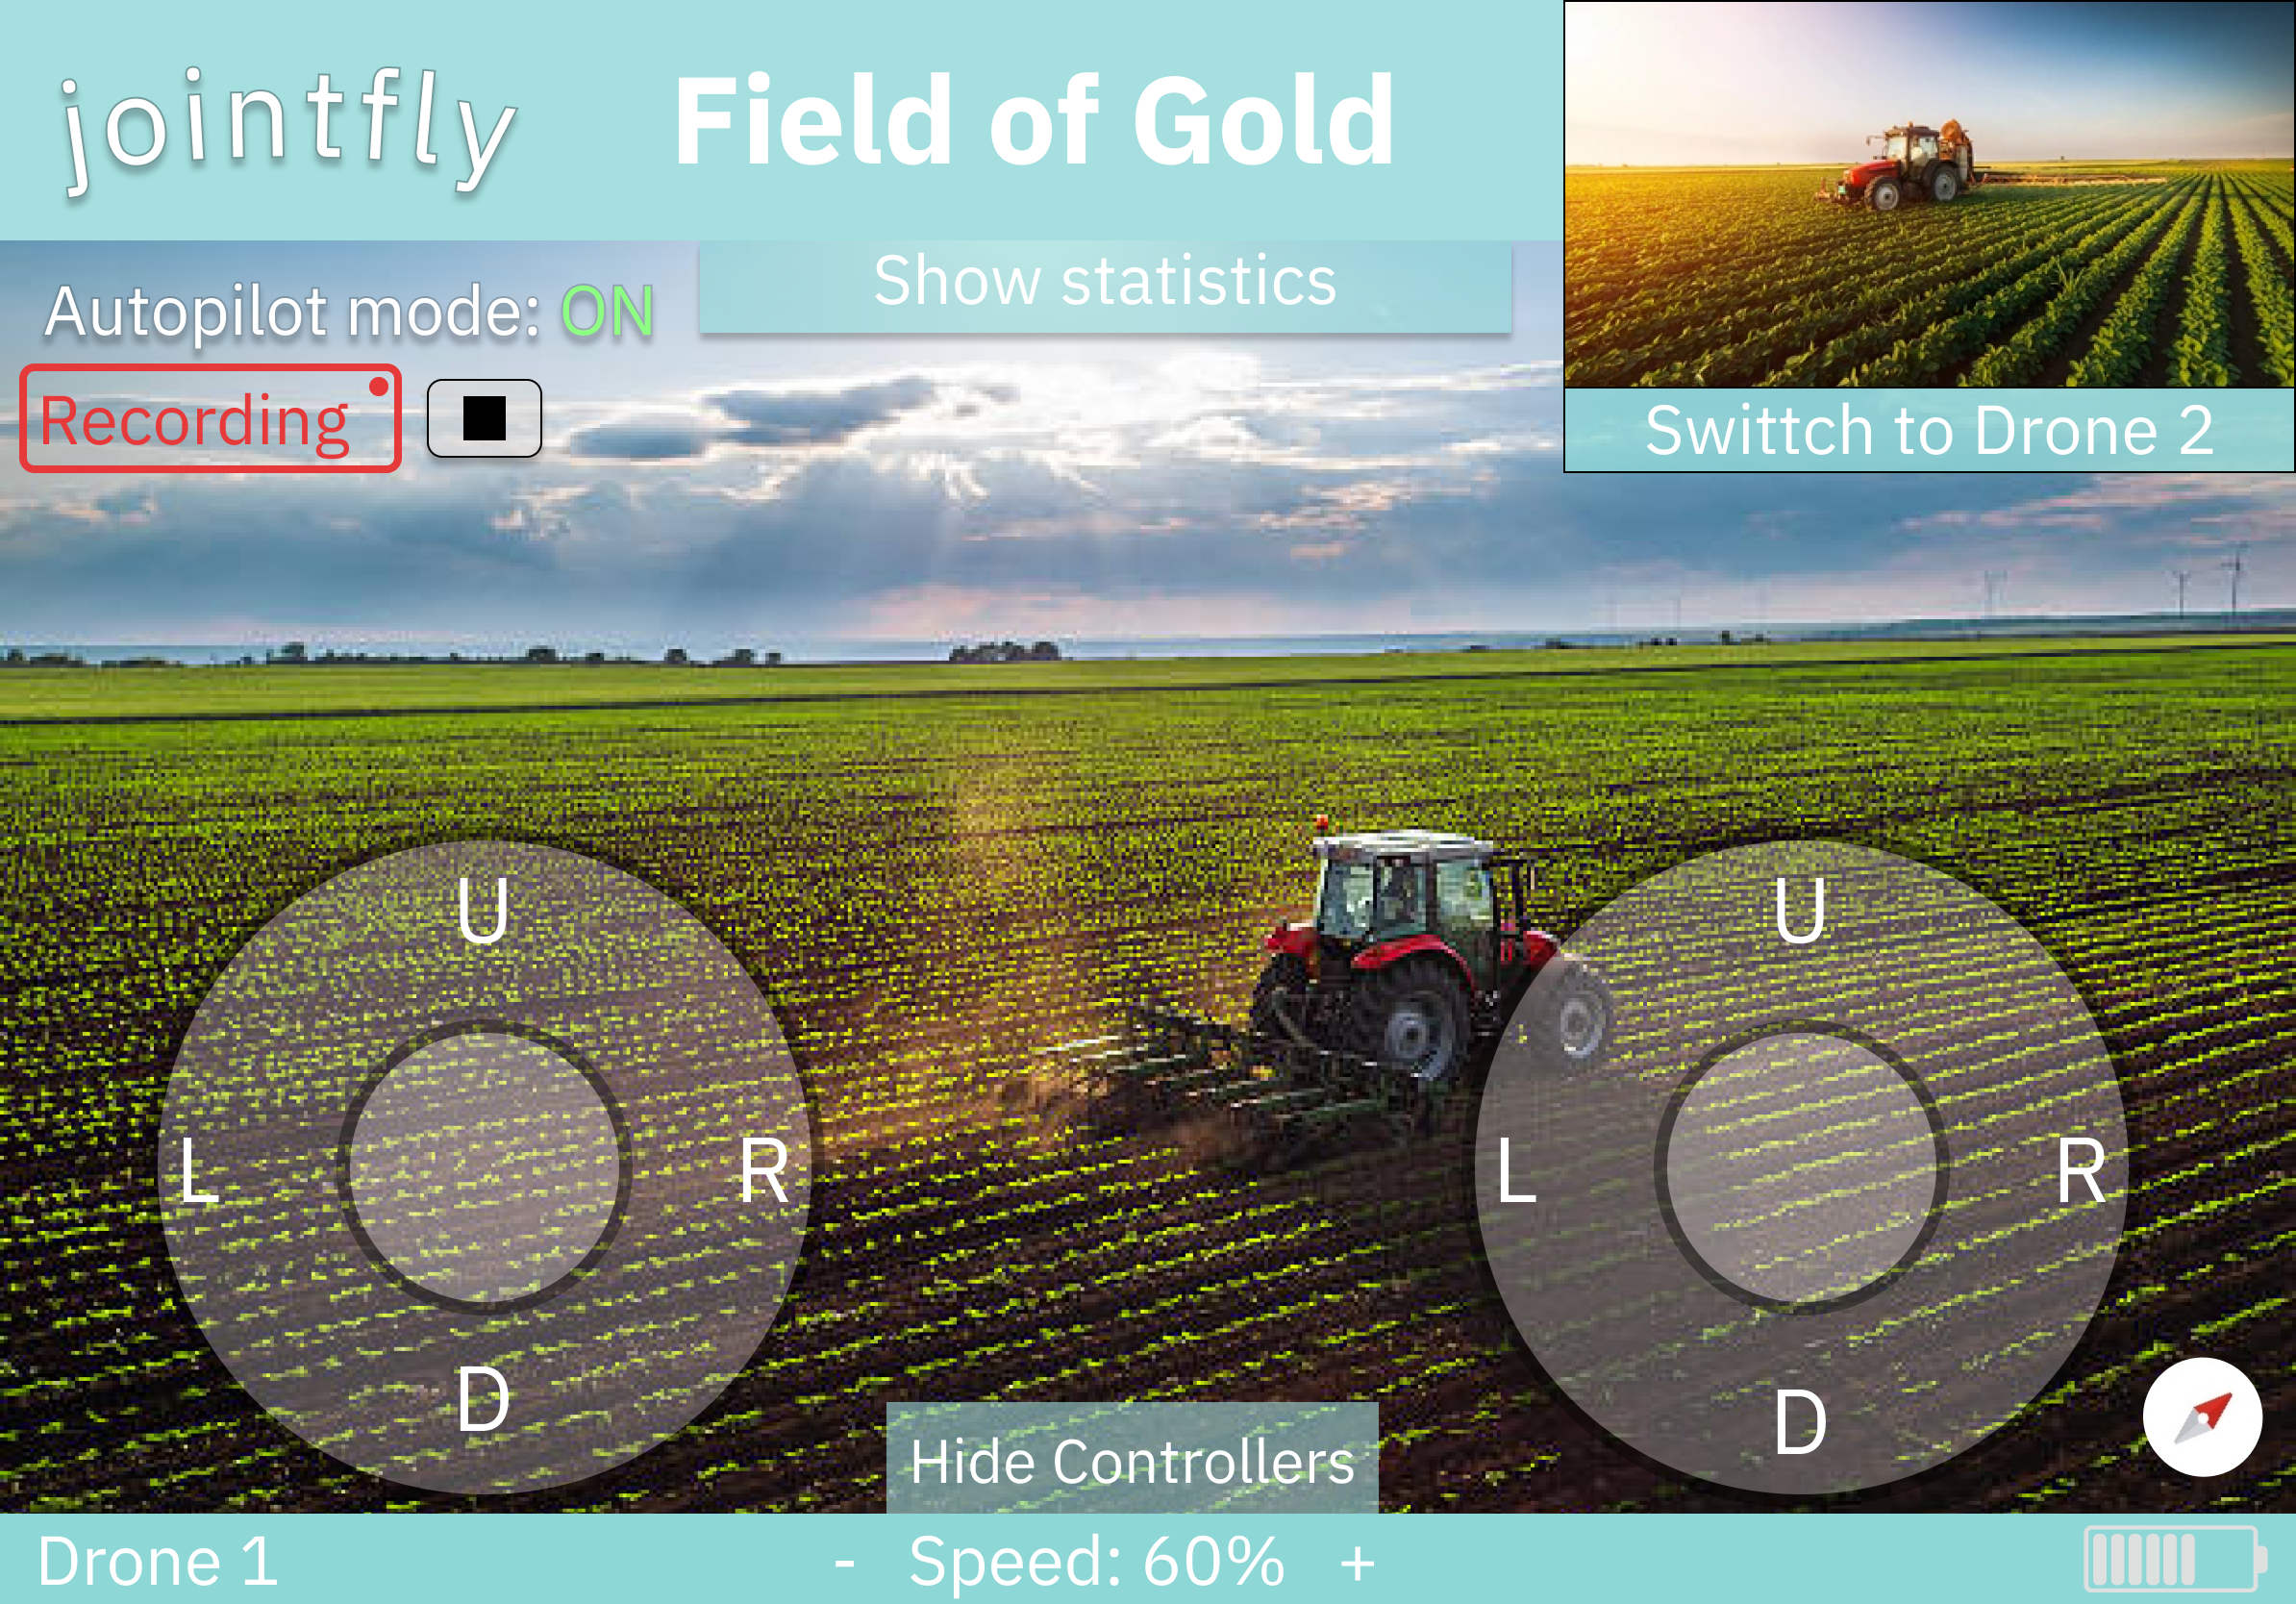 jointfly
Field of Gold
Show statistics
Autopilot mode: ON
Recording
Swittch to Drone 2
U
L
R
D
U
L
R
D
Hide Controllers
Drone 1
- Speed: 60% +